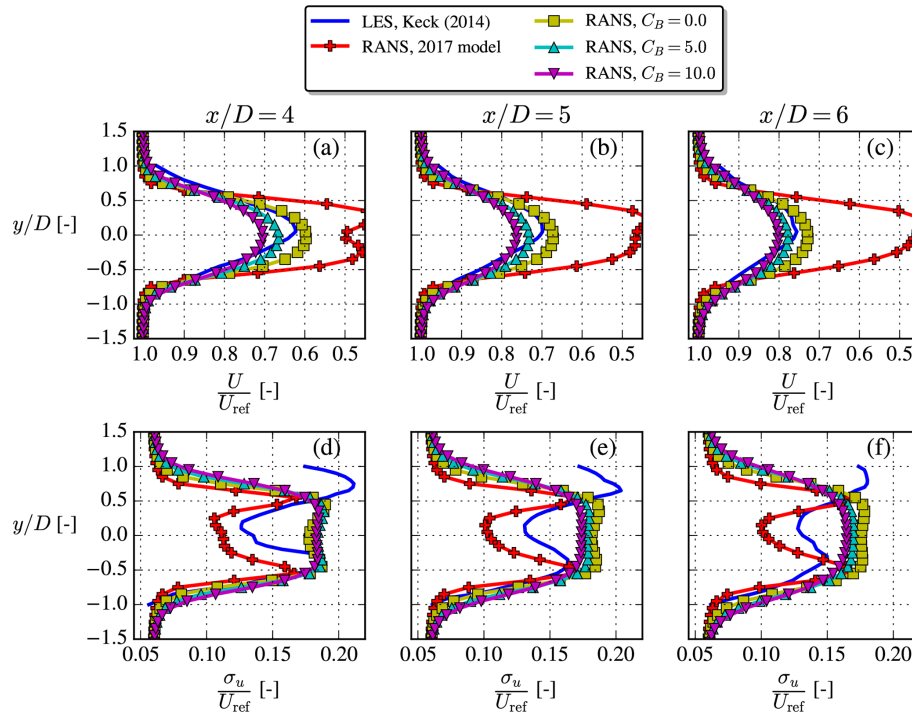 LES, Keck (2014)
RANS, 2017 model
RANS, C_B = 0.0
RANS, C_B = 5.0
RANS, C_B = 10.0
x/D = 4
x/D = 5
x/D = 6
1.5
1.0
0.5
0.0
−0.5
−1.0
−1.5
y/D [-]
(a)
(b)
(c)
1.0 0.9 0.8 0.7 0.6 0.5
1.0 0.9 0.8 0.7 0.6 0.5
1.0 0.9 0.8 0.7 0.6 0.5
U/U_ref [-]
U/U_ref [-]
U/U_ref [-]
1.5
1.0
0.5
0.0
−0.5
−1.0
−1.5
y/D [-]
(d)
(e)
(f)
0.05 0.10 0.15 0.20
0.05 0.10 0.15 0.20
0.05 0.10 0.15 0.20
σ_u/U_ref [-]
σ_u/U_ref [-]
σ_u/U_ref [-]